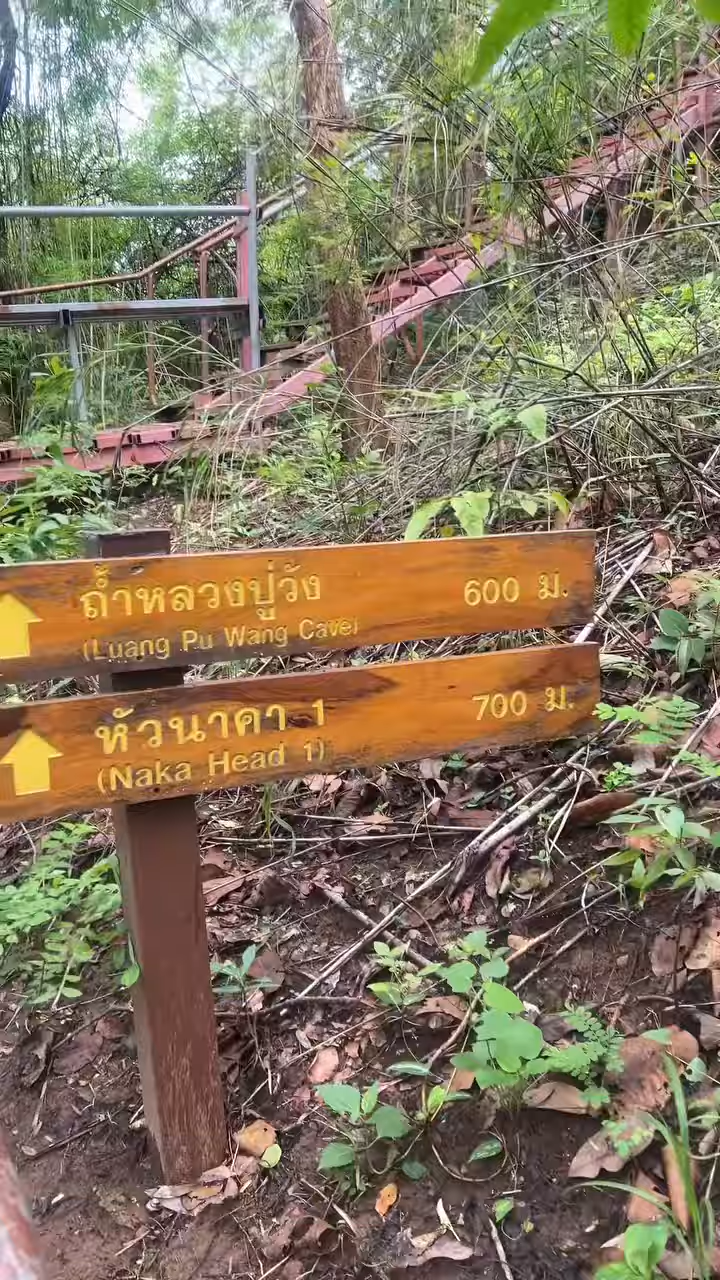 ถ้ำหลวงปู่วัง 600 ม.
(Luang Pu Wang Cave)
หัวนาคา 1 700 ม.
(Naka Head 1)